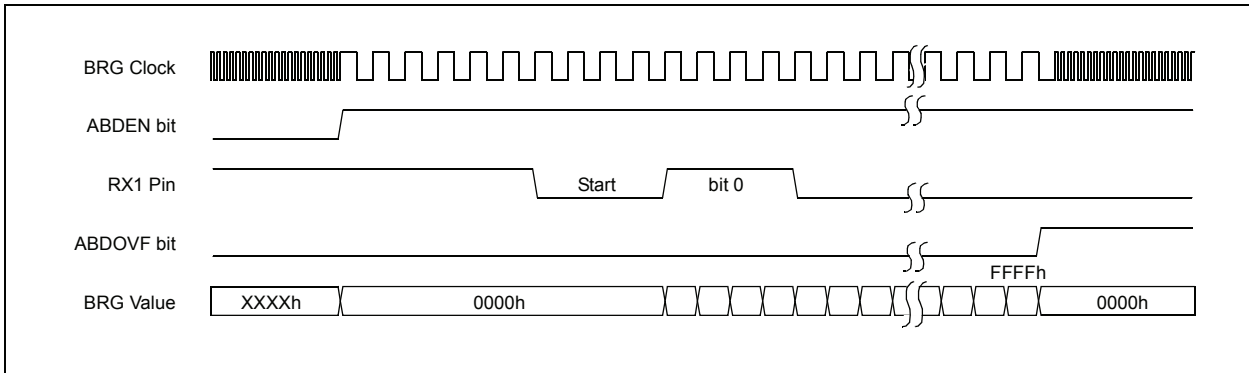 BRG Clock
ABDEN bit
RX1 Pin
Start
bit 0
ABDOVF bit
FFFFh
BRG Value
XXXXh
0000h
0000h